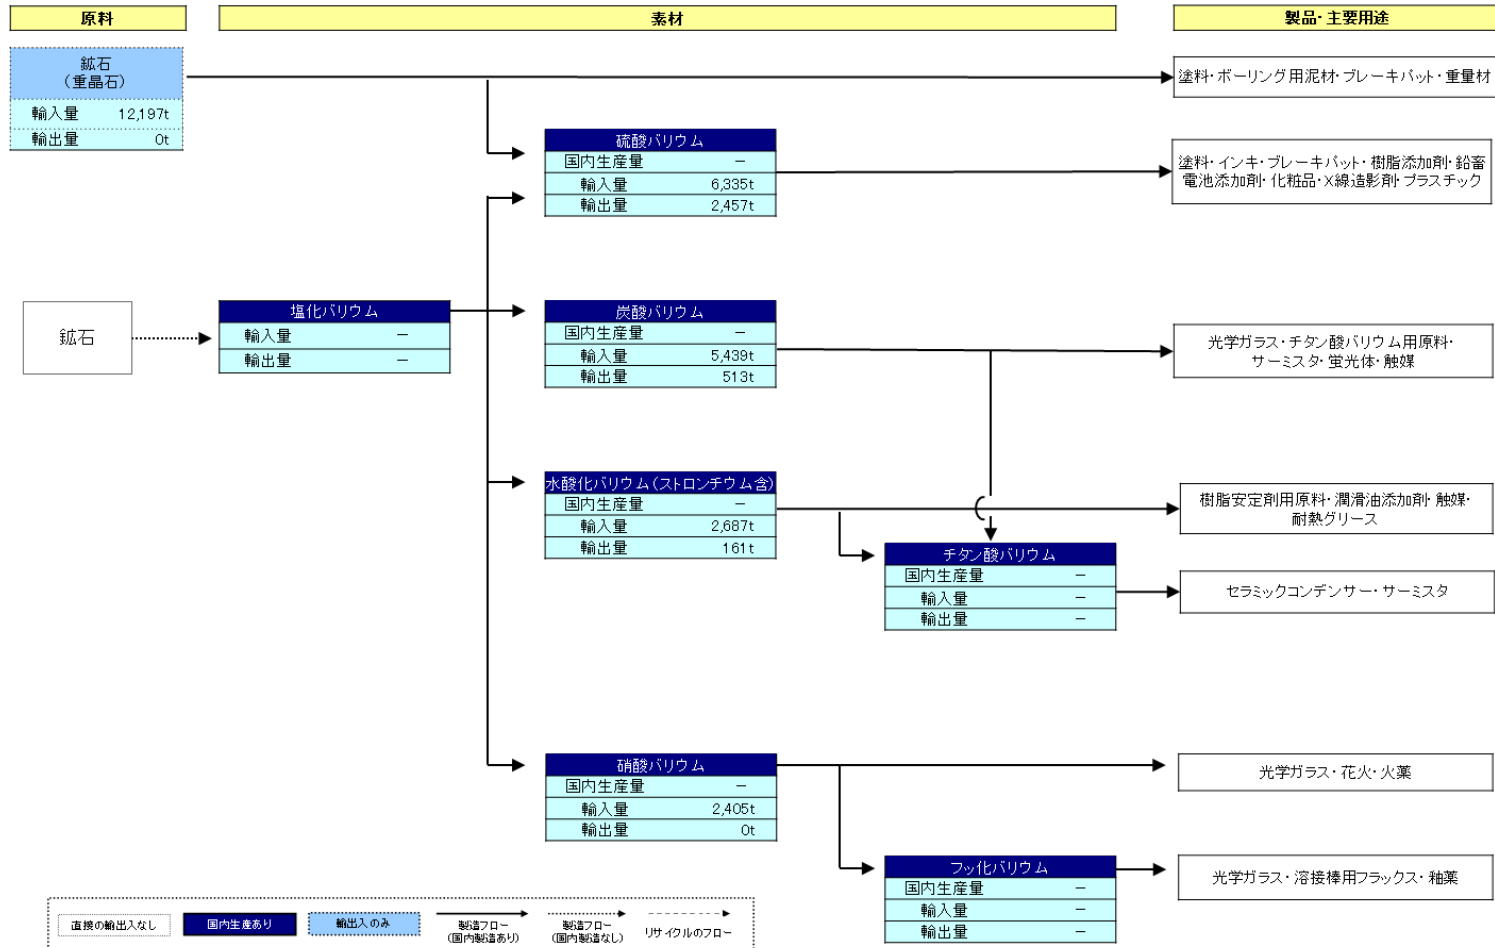 原料
素材
製品・主要用途
鉱石
（重晶石）
輸入量 12,197t
輸出量 0t
塗料・ボーリング用泥材・ブレーキパット・重量材
硫酸バリウム
国内生産量 －
輸入量 6,335t
輸出量 2,457t
塗料・インキ・ブレーキパット・樹脂添加剤・鉛畜
電池添加剤・化粧品・X線造影剤・プラスチック
鉱石
塩化バリウム
輸入量 －
輸出量 －
炭酸バリウム
国内生産量 －
輸入量 5,439t
輸出量 513t
光学ガラス・チタン酸バリウム用原料・
サーミスタ・蛍光体・触媒
水酸化バリウム（ストロンチウム含）
国内生産量 －
輸入量 2,687t
輸出量 161t
樹脂安定剤用原料・潤滑油添加剤・触媒・
耐熱グリース
チタン酸バリウム
国内生産量 －
輸入量 －
輸出量 －
セラミックコンデンサー・サーミスタ
硝酸バリウム
国内生産量 －
輸入量 2,405t
輸出量 0t
光学ガラス・花火・火薬
フッ化バリウム
国内生産量 －
輸入量 －
輸出量 －
光学ガラス・溶接棒用フラックス・釉薬
直接の輸出入なし
国内生産あり
輸出入のみ
製造フロー
（国内製造あり）
製造フロー
（国内製造なし）
リサイクルのフロー